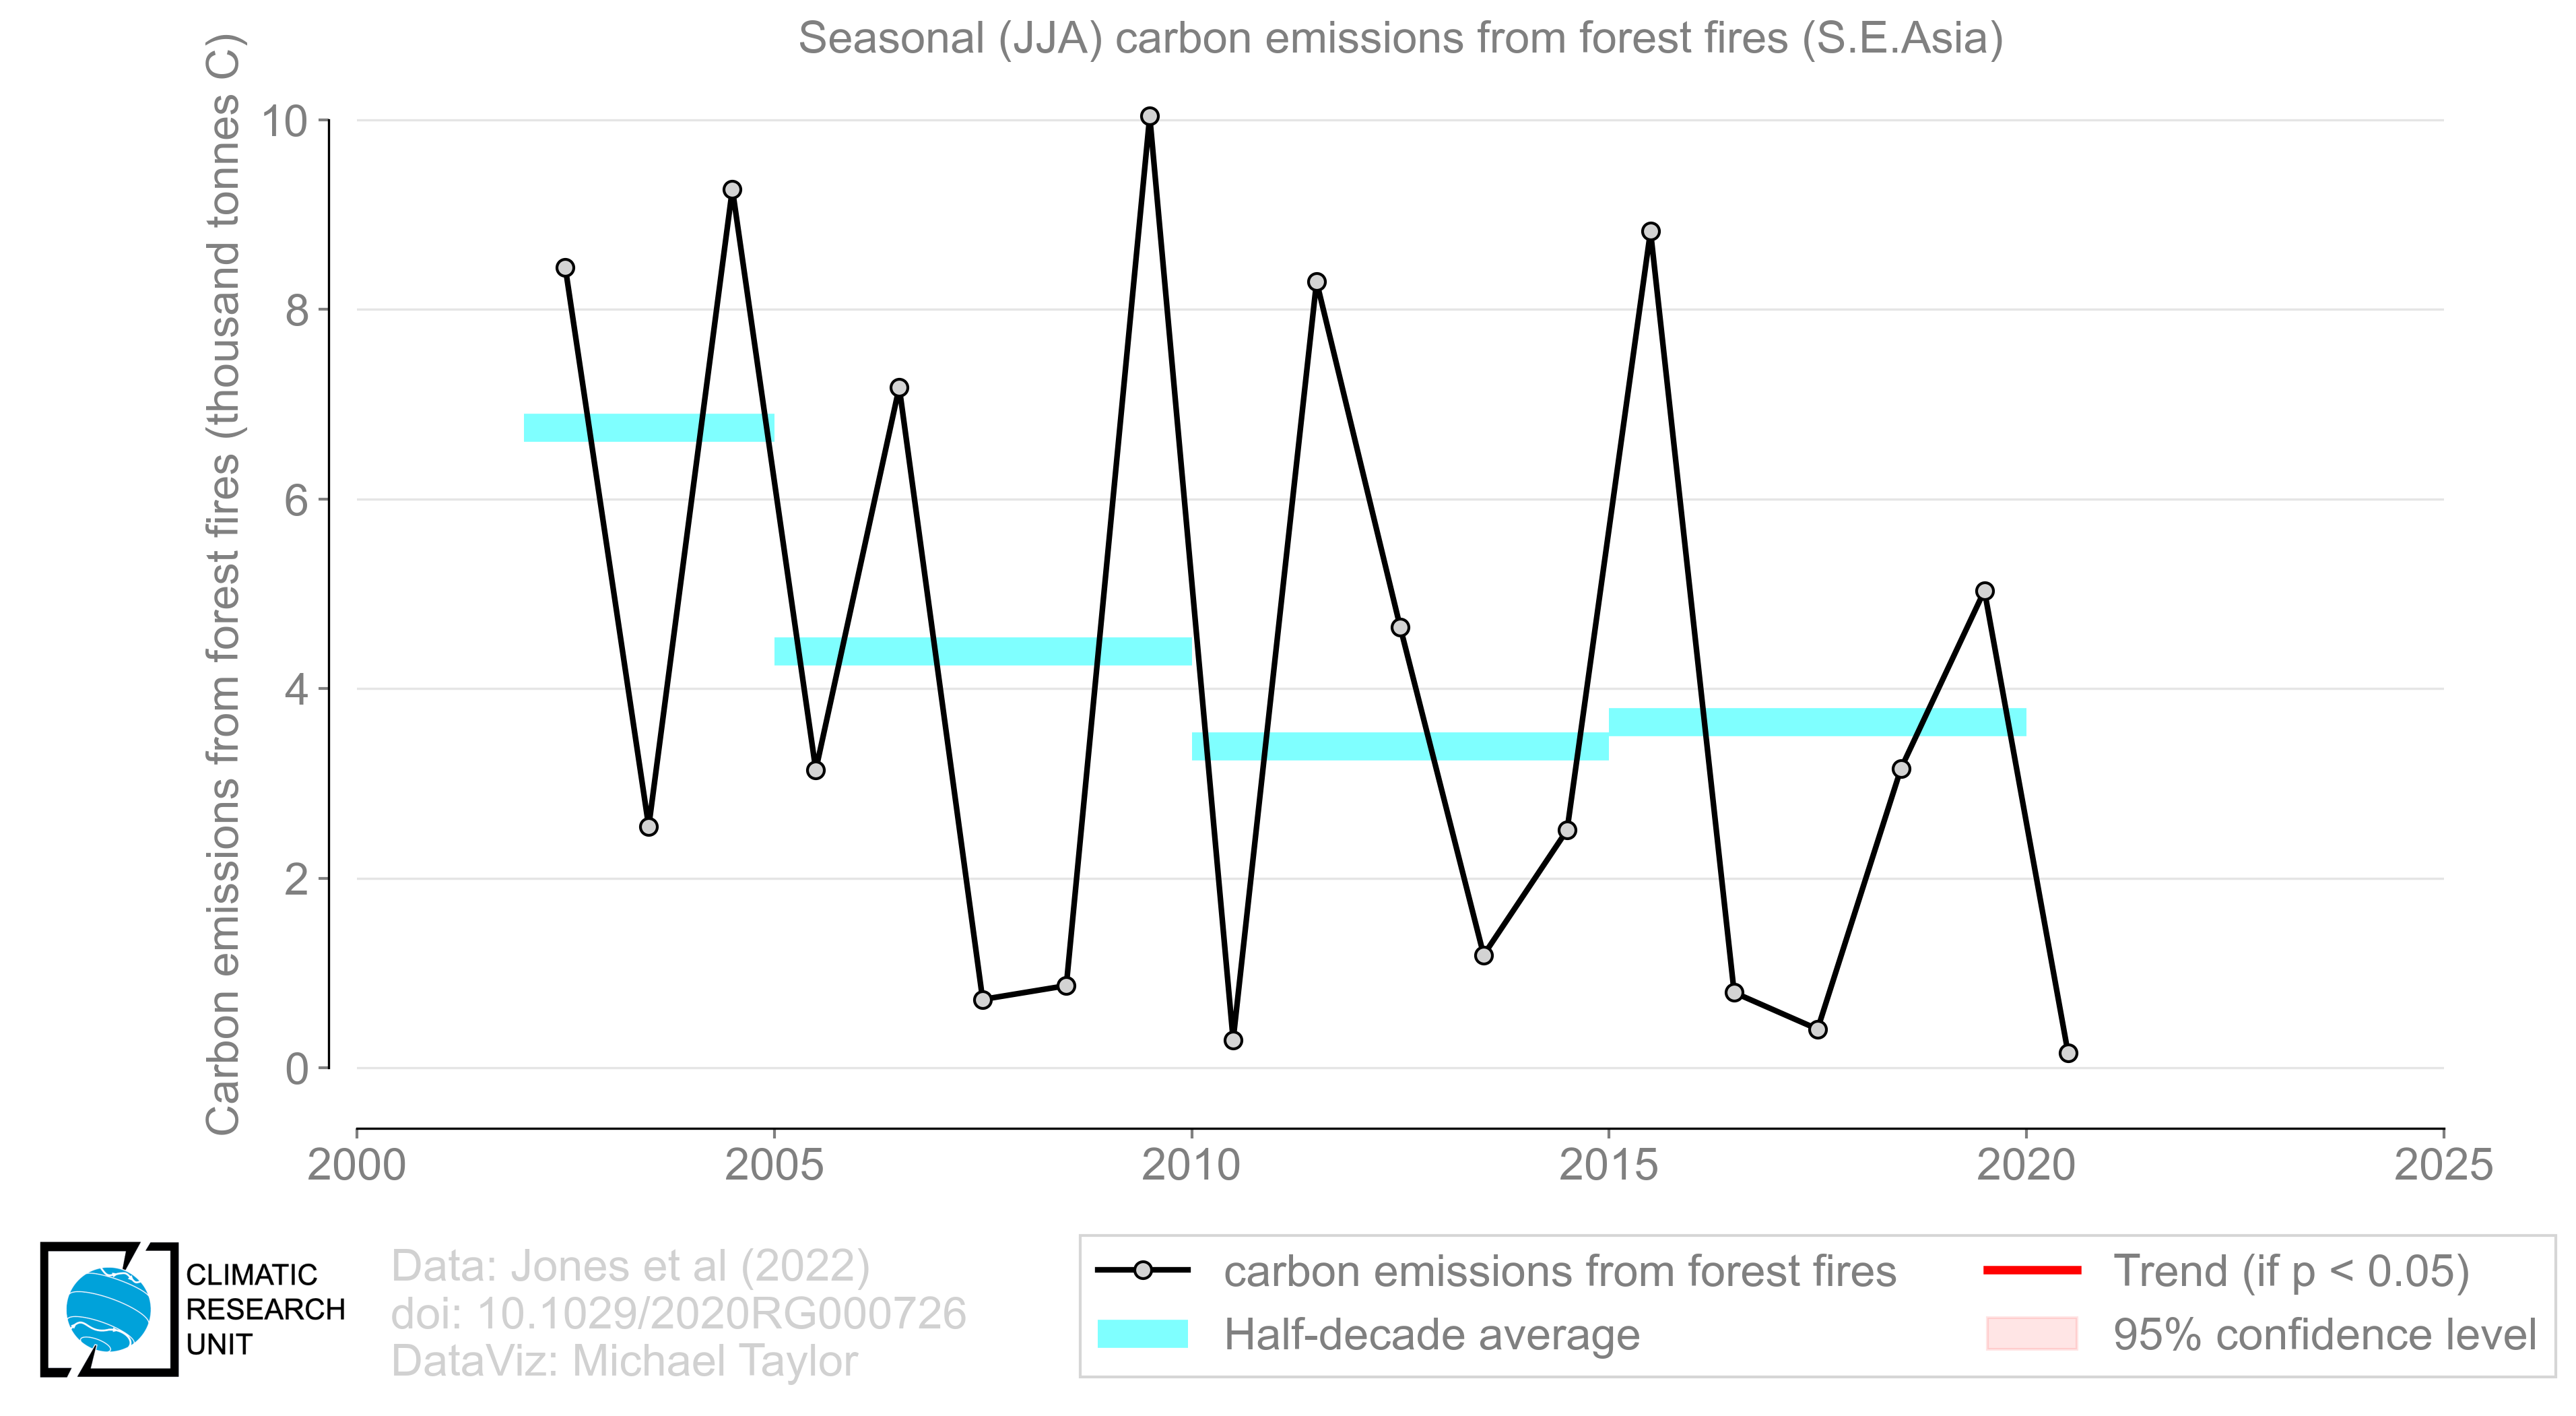 Seasonal (JJA) carbon emissions from forest fires (S.E.Asia)
Carbon emissions from forest fires (thousand tonnes C)
10
8
6
4
2
0
2000 2005 2010 2015 2020 2025
CLIMATIC
RESEARCH
UNIT
Data: Jones et al (2022)
doi: 10.1029/2020RG000726
DataViz: Michael Taylor
carbon emissions from forest fires
Half-decade average
Trend (if p < 0.05)
95% confidence level